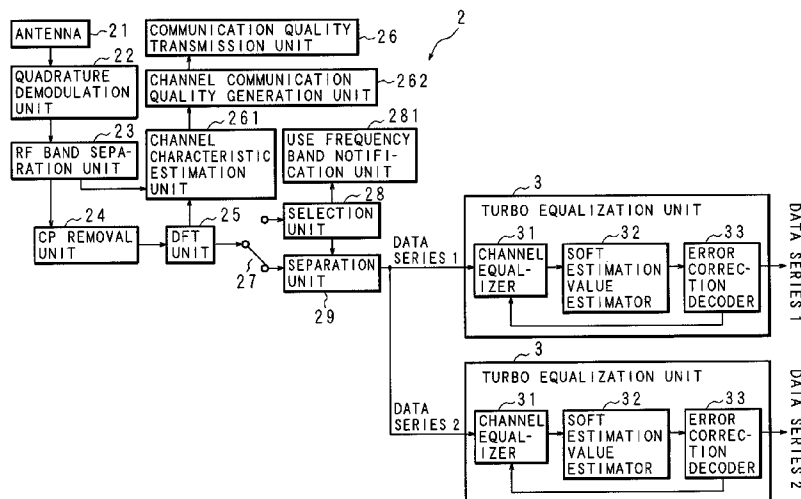 ANTENNA
21
22
QUADRATURE
DEMODULATION
UNIT
23
RF BAND SEPA-
RATION UNIT
24
CP REMOVAL
UNIT
25
DFT
UNIT
COMMUNICATION QUALITY
TRANSMISSION UNIT
26
CHANNEL COMMUNICATION
QUALITY GENERATION UNIT
262
261
CHANNEL
CHARACTERISTIC
ESTIMATION
UNIT
2
281
USE FREQUENCY
BAND NOTIFI-
CATION UNIT
28
SELECTION
UNIT
27
SEPARATION
UNIT
29
DATA
SERIES 1
3
TURBO EQUALIZATION UNIT
31
CHANNEL
EQUAL-
IZER
32
SOFT
ESTIMATION
VALUE
ESTIMATOR
33
ERROR
CORREC-
TION
DECODER
DATA SERIES 1
DATA
SERIES 2
3
TURBO EQUALIZATION UNIT
31
CHANNEL
EQUAL-
IZER
32
SOFT
ESTIMATION
VALUE
ESTIMATOR
33
ERROR
CORREC-
TION
DECODER
DATA SERIES 2